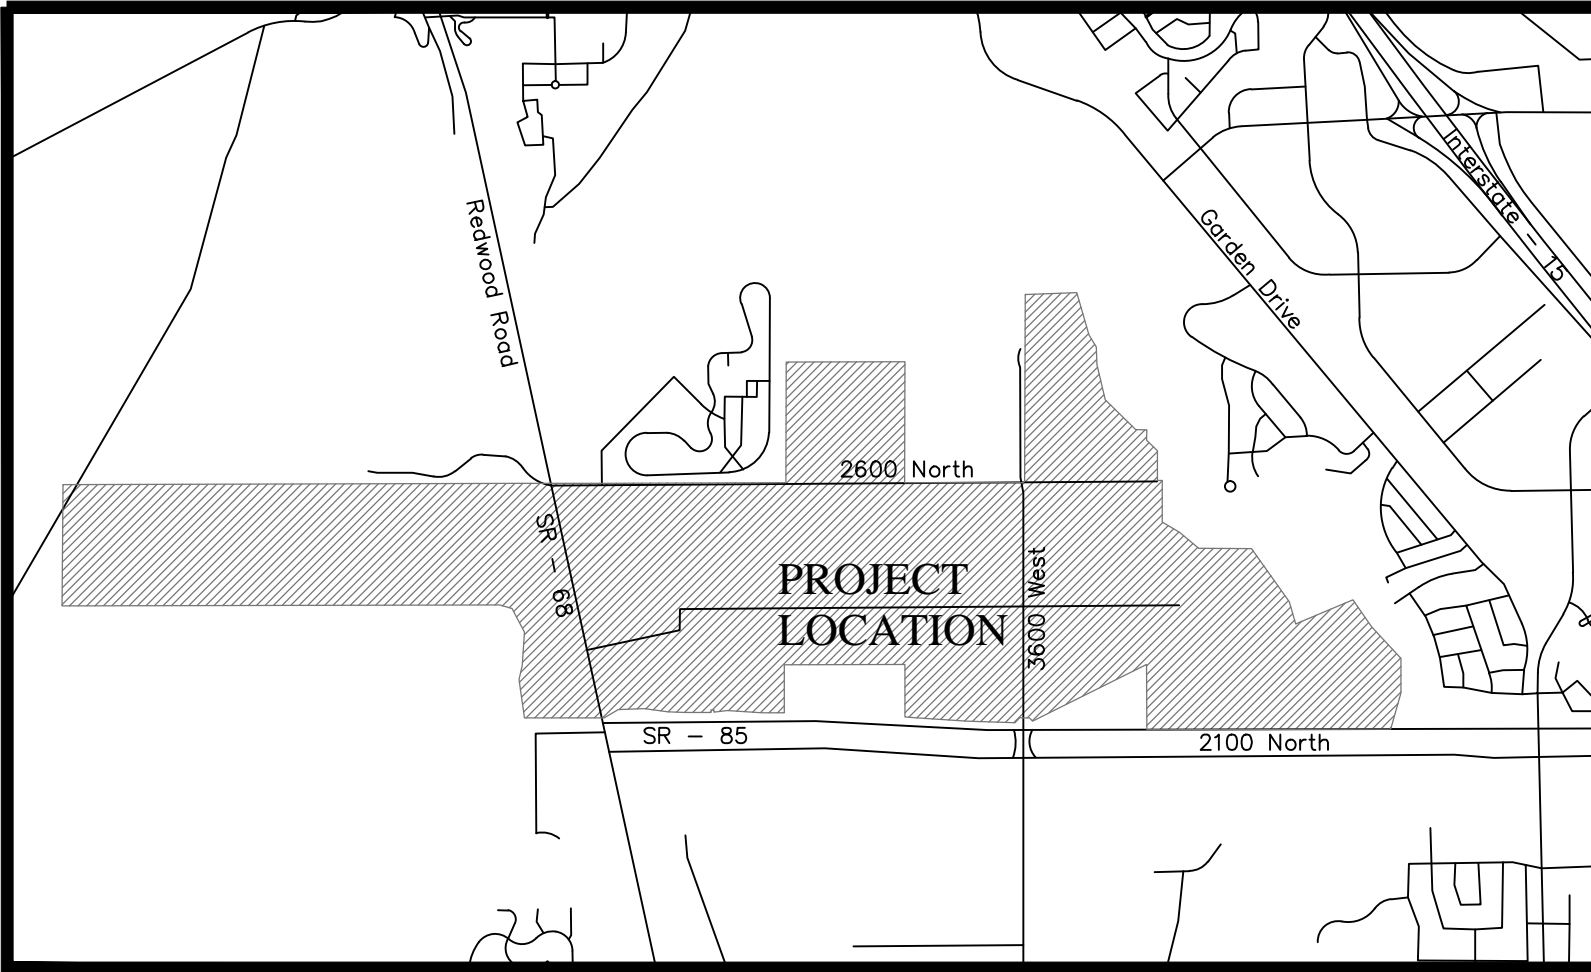 Redwood Road
Interstate - 15
Garden Drive
2600 North
SR - 68
PROJECT
LOCATION
3600 West
SR - 85
2100 North